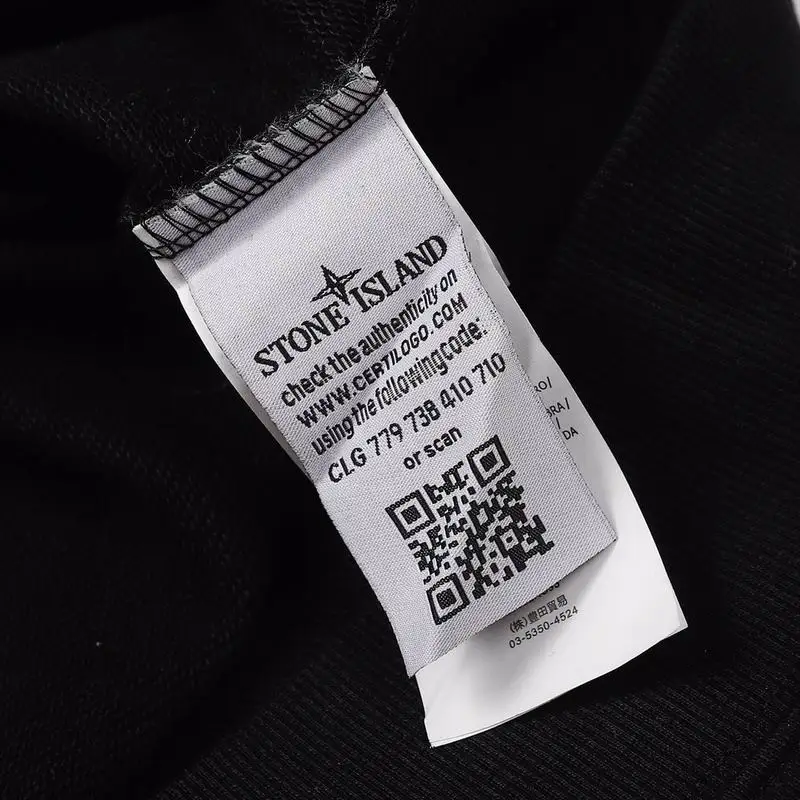 STONE ISLAND
check the authenticity on
WWW.CERTILOGO.COM
using the following code:
CLG 779 738 410 710
or scan
RO/
BRA/
/
DA
(株)豊田貿易
03-5350-4524